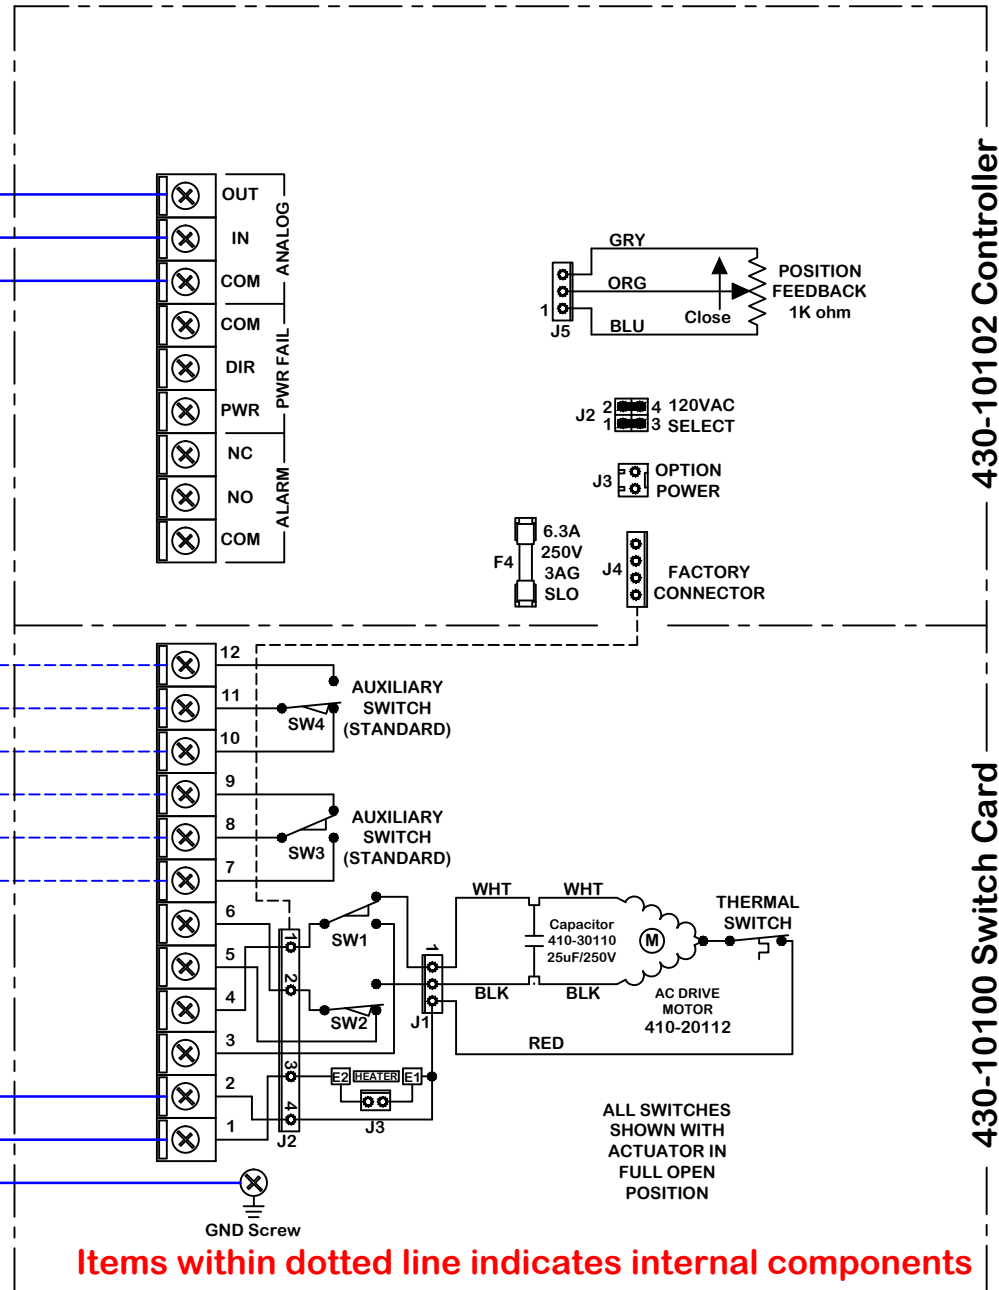 OUT
IN
COM
ANALOG
COM
DIR
PWR
PWR FAIL
NC
NO
COM
ALARM
GRY
ORG
BLU
1
J5
Close
POSITION
FEEDBACK
1K ohm
J2
2
4
1
3
120VAC
SELECT
J3
OPTION
POWER
F4
6.3A
250V
3AG
SLO
J4
FACTORY
CONNECTOR
430-10102 Controller
12
11
10
9
8
7
6
5
4
3
2
1
SW4
AUXILIARY
SWITCH
(STANDARD)
SW3
AUXILIARY
SWITCH
(STANDARD)
SW1
SW2
1
2
3
4
J2
1
J1
E2
HEATER
E1
J3
WHT
WHT
BLK
BLK
RED
Capacitor
410-30110
25uF/250V
M
AC DRIVE
MOTOR
410-20112
THERMAL
SWITCH
ALL SWITCHES
SHOWN WITH
ACTUATOR IN
FULL OPEN
POSITION
430-10100 Switch Card
GND Screw
Items within dotted line indicates internal components